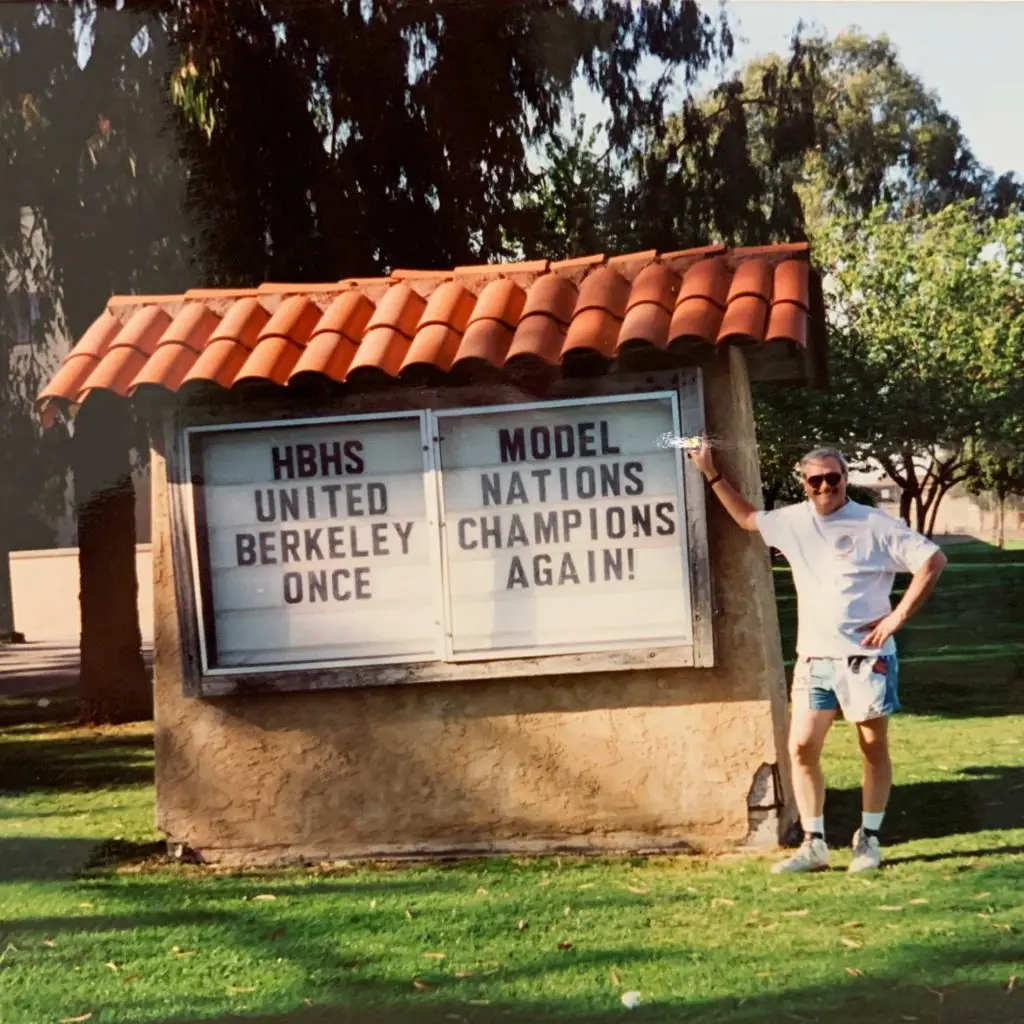 HBHS MODEL
UNITED NATIONS
BERKELEY CHAMPIONS
ONCE AGAIN!